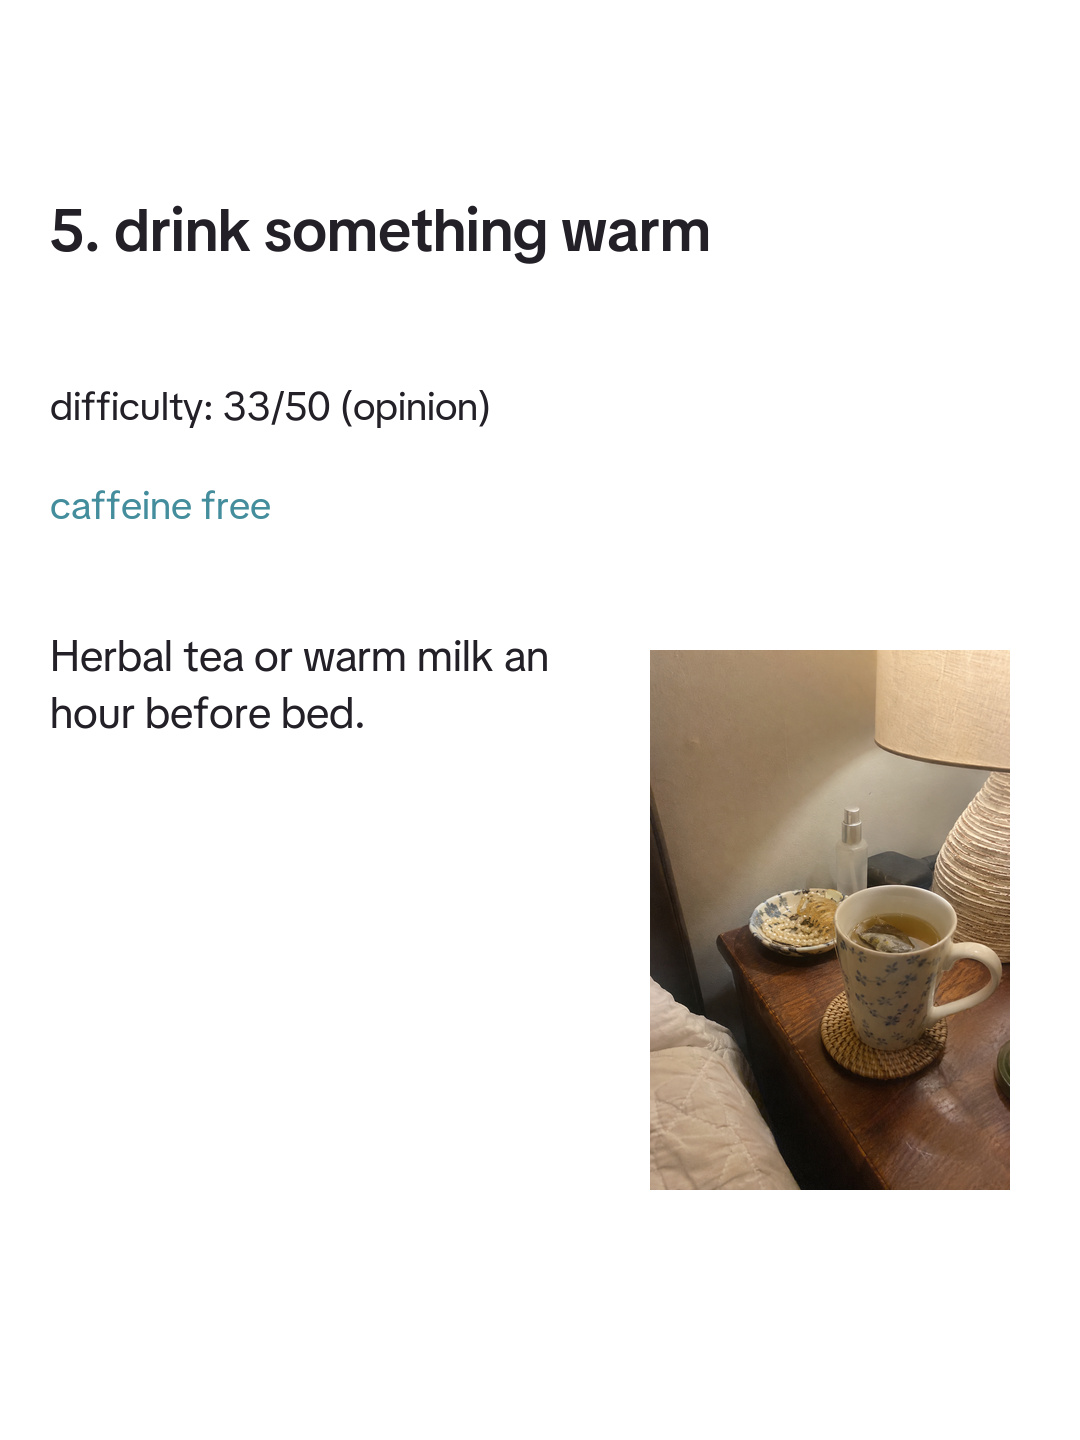 5. drink something warm
difficulty: 33/50 (opinion)
caffeine free
Herbal tea or warm milk an
hour before bed.